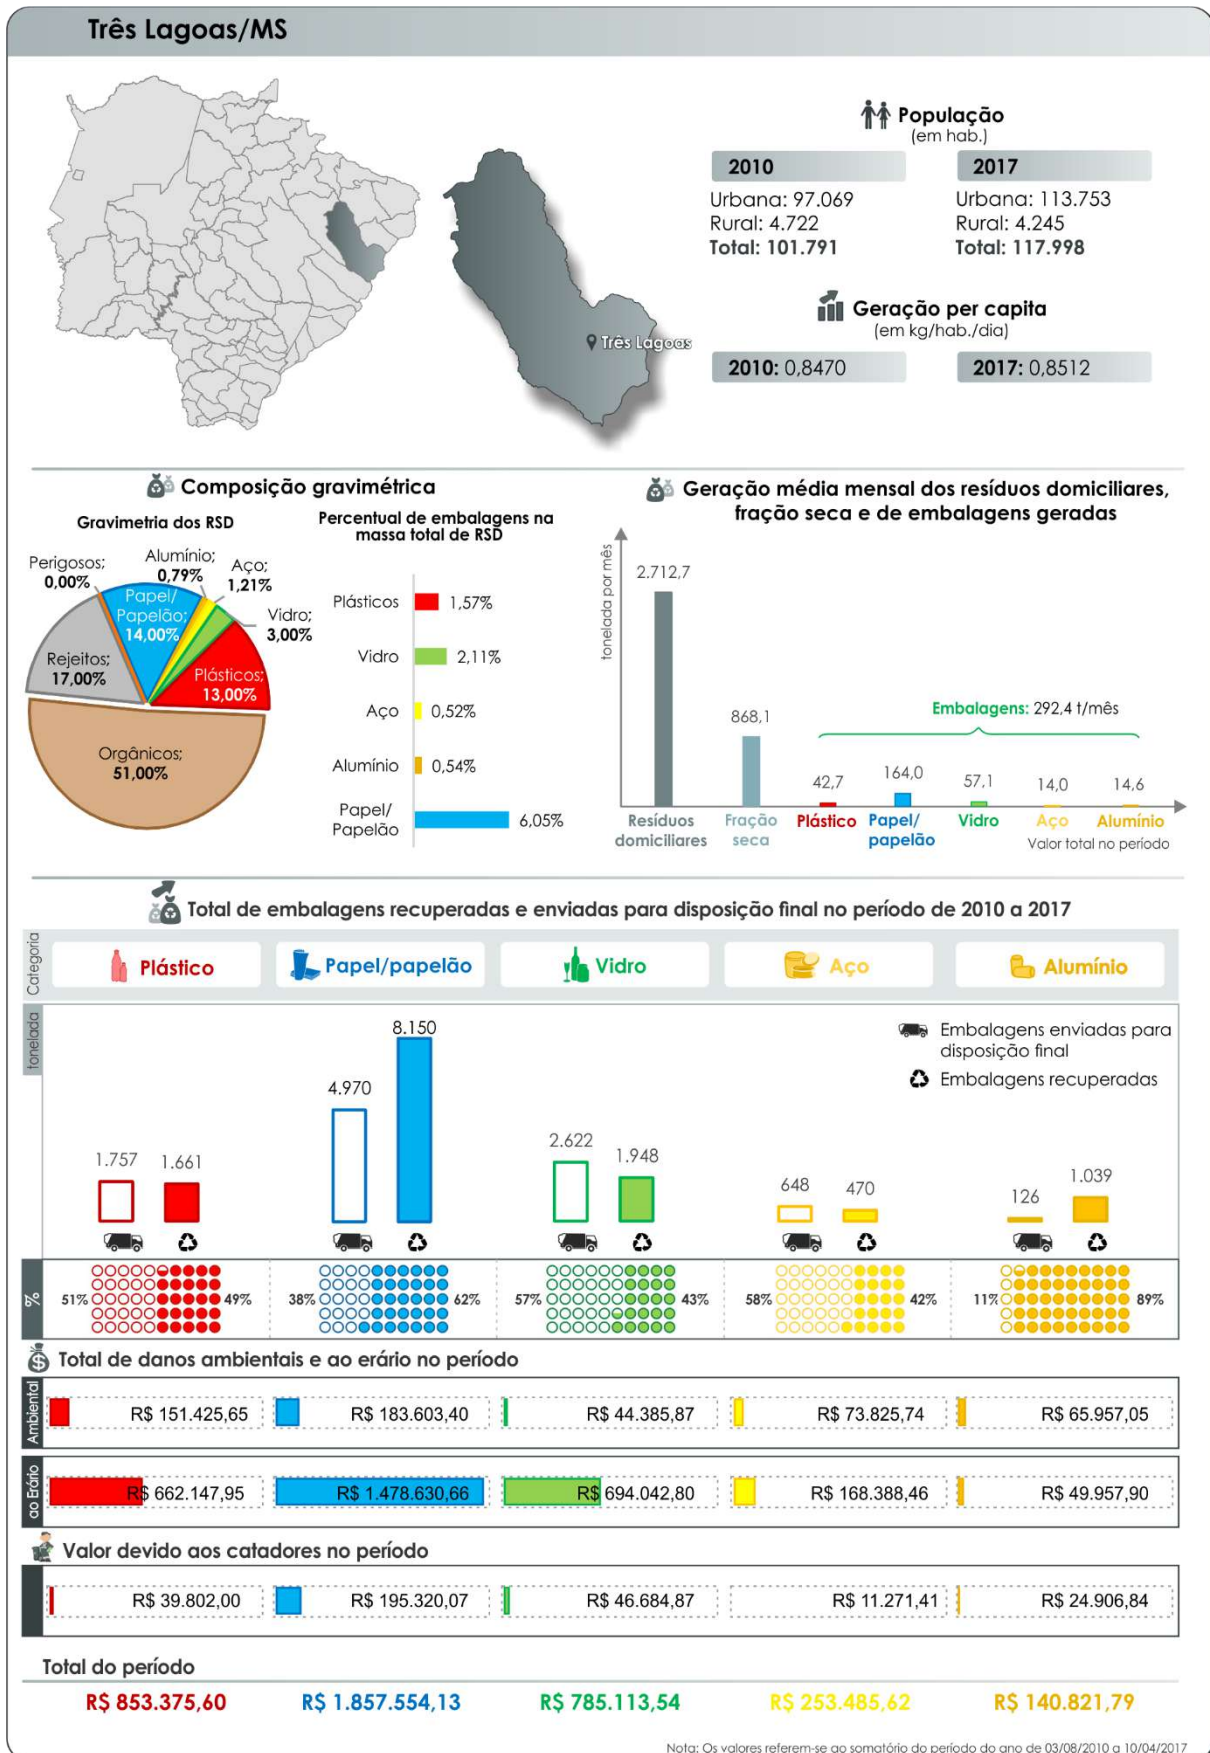 Três Lagoas/MS
População
(em hab.)
2010
2017
Urbana: 97.069
Rural: 4.722
Total: 101.791
Urbana: 113.753
Rural: 4.245
Total: 117.998
Três Lagoas
Geração per capita
(em kg/hab./dia)
2010: 0,8470
2017: 0,8512
Composição gravimétrica
Gravimetria dos RSD
Perigosos;
0,00%
Alumínio;
0,79%
Aço;
1,21%
Papel/
Papelão;
14,00%
Vidro;
3,00%
Rejeitos;
17,00%
Plásticos;
13,00%
Orgânicos;
51,00%
Percentual de embalagens na
massa total de RSD
Plásticos 1,57%
Vidro 2,11%
Aço 0,52%
Alumínio 0,54%
Papel/
Papelão 6,05%
Geração média mensal dos resíduos domiciliares,
fração seca e de embalagens geradas
tonelada por mês
2.712,7
868,1
Embalagens: 292,4 t/mês
42,7
164,0
57,1
14,0
14,6
Resíduos
domiciliares
Fração
seca
Plástico
Papel/
papelão
Vidro
Aço
Alumínio
Valor total no período
Total de embalagens recuperadas e enviadas para disposição final no período de 2010 a 2017
Categoria
Plástico
Papel/papelão
Vidro
Aço
Alumínio
tonelada
Embalagens enviadas para
disposição final
Embalagens recuperadas
1.757
1.661
4.970
8.150
2.622
1.948
648
470
126
1.039
%
51%
49%
38%
62%
57%
43%
58%
42%
11%
89%
Total de danos ambientais e ao erário no período
Ambiental
R$ 151.425,65
R$ 183.603,40
R$ 44.385,87
R$ 73.825,74
R$ 65.957,05
ao Erário
R$ 662.147,95
R$ 1.478.630,66
R$ 694.042,80
R$ 168.388,46
R$ 49.957,90
Valor devido aos catadores no período
R$ 39.802,00
R$ 195.320,07
R$ 46.684,87
R$ 11.271,41
R$ 24.906,84
Total do período
R$ 853.375,60
R$ 1.857.554,13
R$ 785.113,54
R$ 253.485,62
R$ 140.821,79
Nota: Os valores referem-se ao somatório do período do ano de 03/08/2010 a 10/04/2017